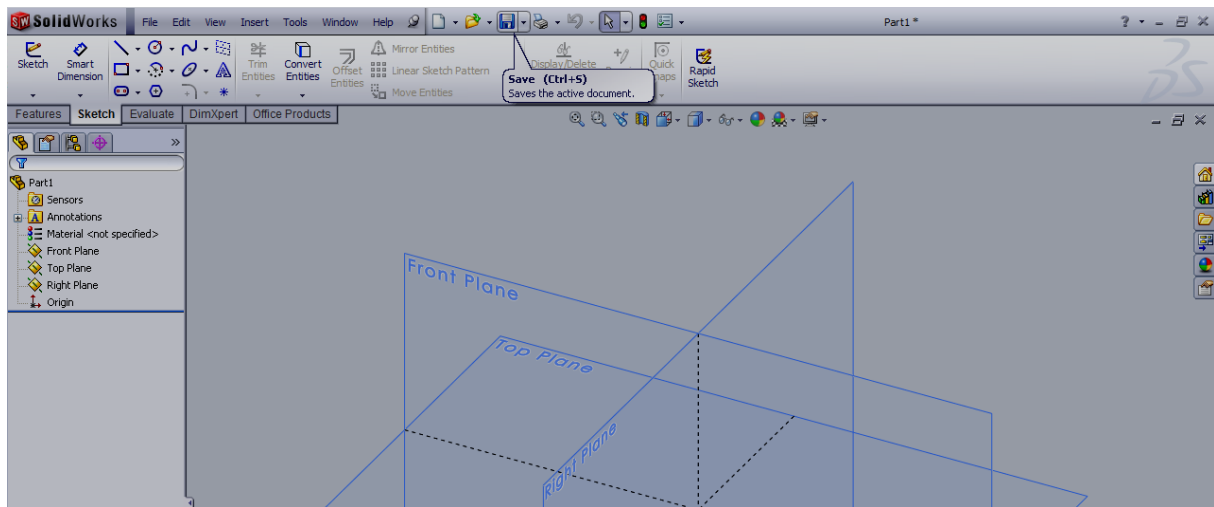 SolidWorks File Edit View Insert Tools Window Help Part1 *
Sketch
Smart
Dimension
Trim
Entities
Convert
Entities
Offset
Entities
Mirror Entities
Linear Sketch Pattern
Move Entities
Display/Delete
Quick
Rapid
Sketch
Save (Ctrl+S)
Saves the active document.
Features Sketch Evaluate DimXpert Office Products
Part1
Sensors
Annotations
Material <not specified>
Front Plane
Top Plane
Right Plane
Origin
Front Plane
Top Plane
Right Plane